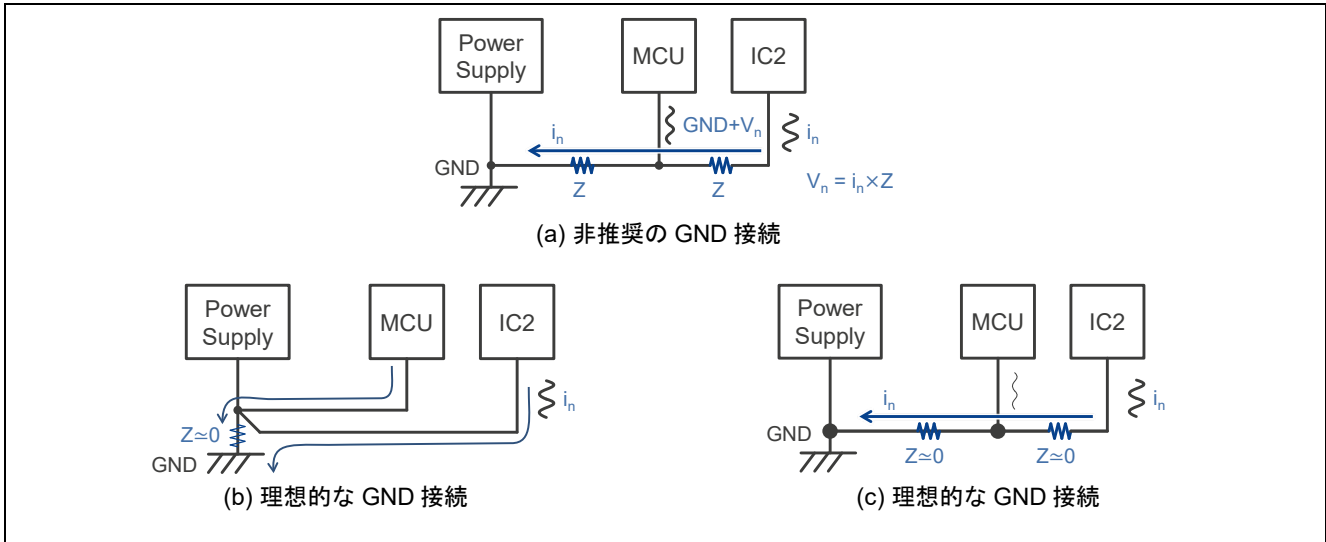 Power
Supply
MCU
IC2
GND+Vₙ
iₙ
iₙ
GND
Z
Z
Vₙ = iₙ×Z
(a) 非推奨の GND 接続
Power
Supply
MCU
IC2
iₙ
Z≃0
GND
(b) 理想的な GND 接続
Power
Supply
MCU
IC2
iₙ
iₙ
GND
Z≃0
Z≃0
(c) 理想的な GND 接続